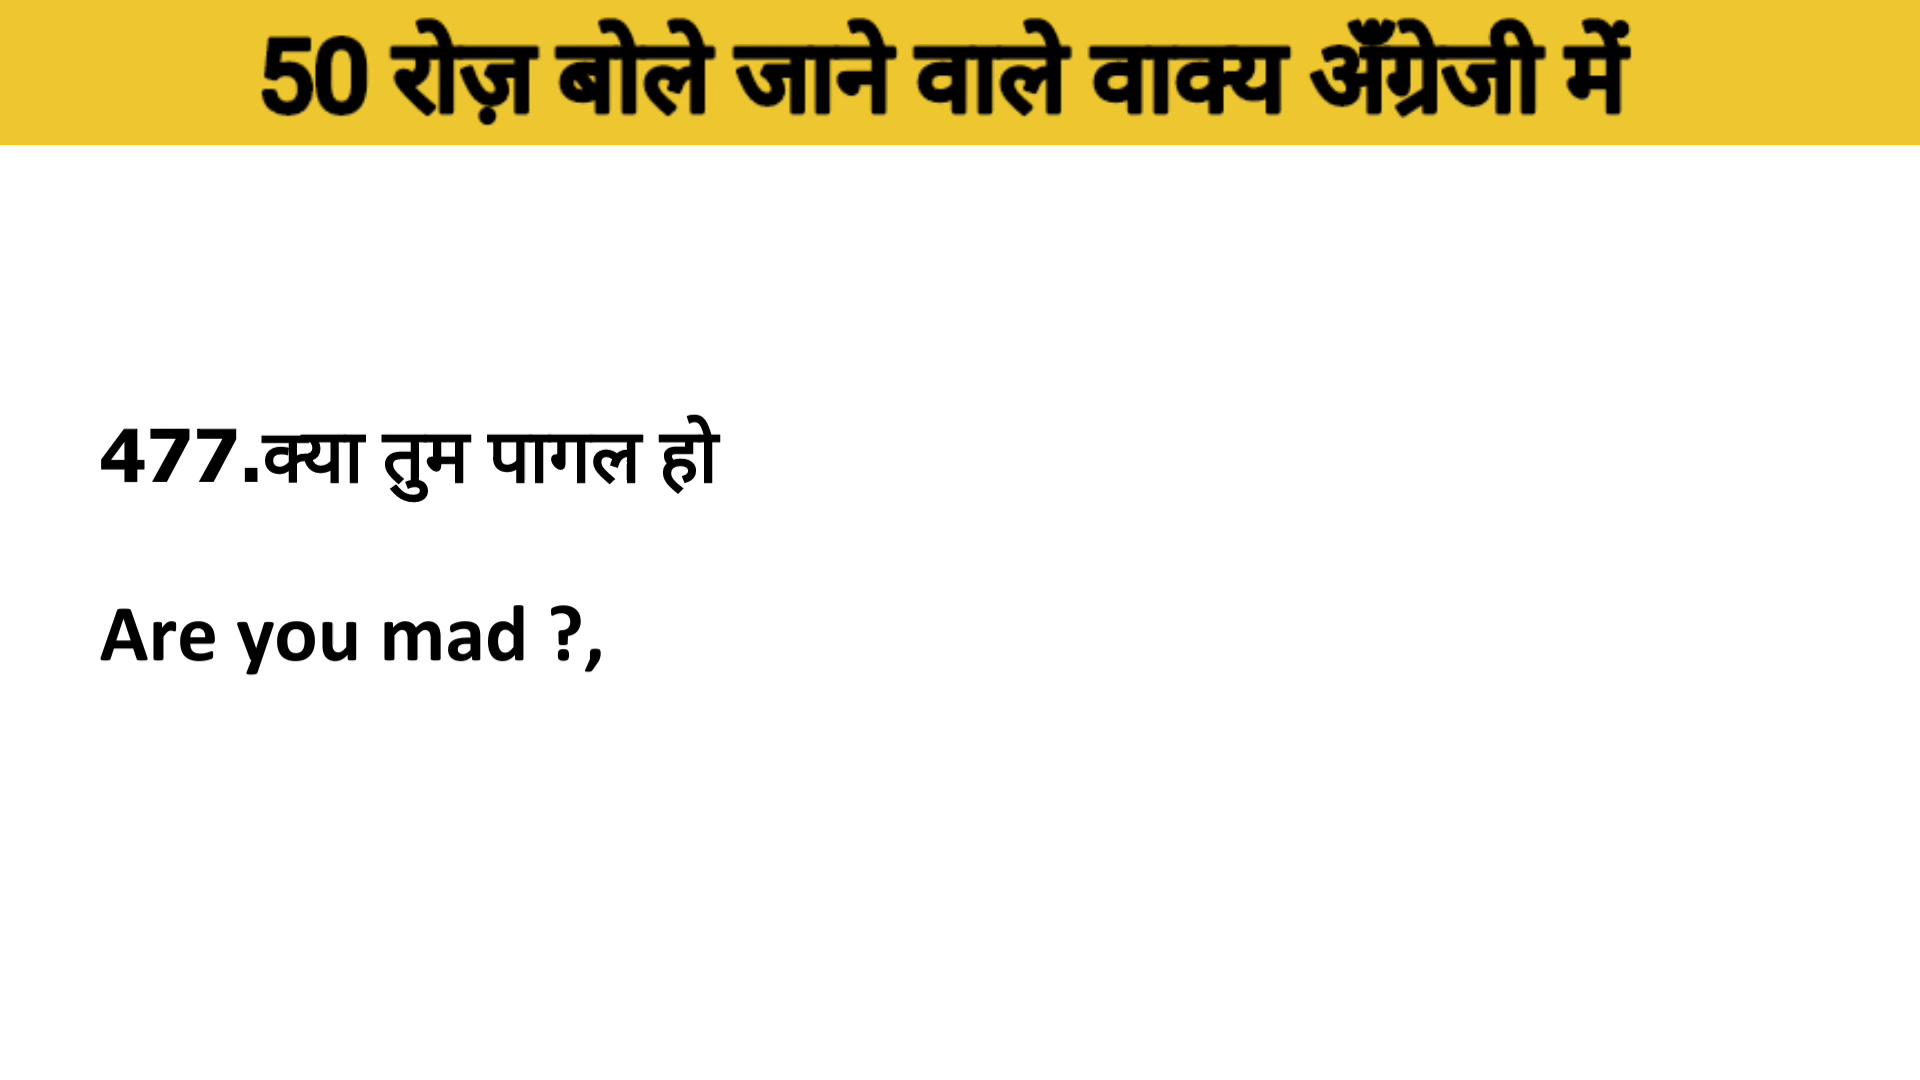 50 रोज़ बोले जाने वाले वाक्य अँग्रेजी में
477.क्या तुम पागल हो
Are you mad ?,